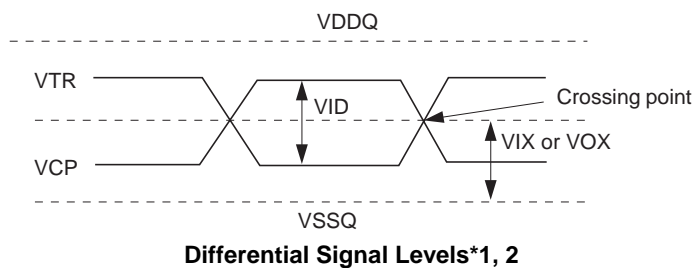 VDDQ
VTR
VID
Crossing point
VIX or VOX
VCP
VSSQ
Differential Signal Levels*1, 2